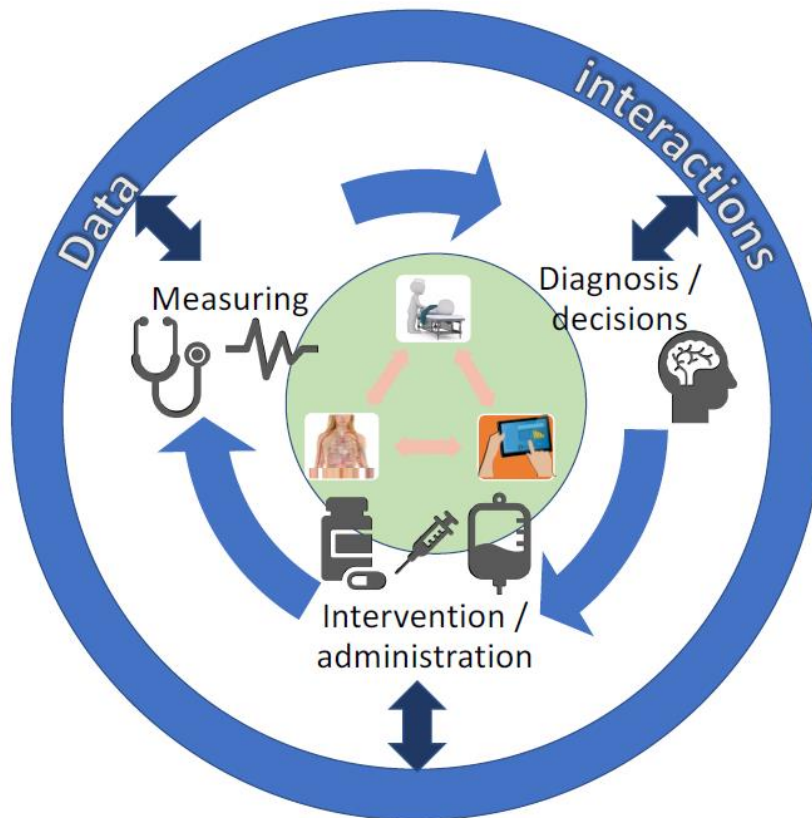 Data
interactions
Measuring
Diagnosis /
decisions
Intervention /
administration